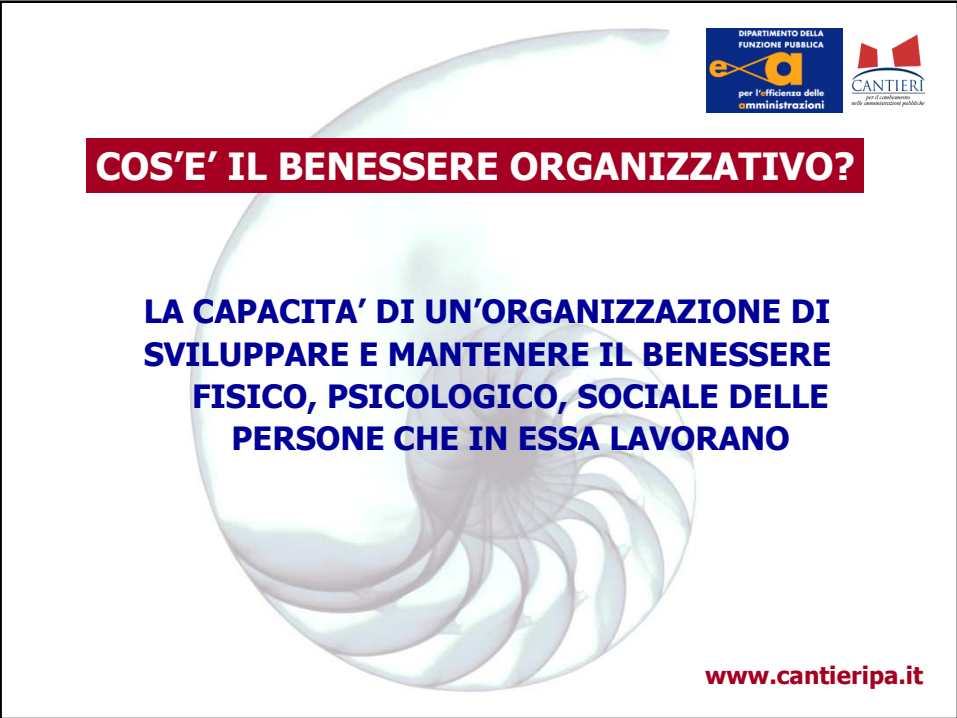 DIPARTIMENTO DELLA
FUNZIONE PUBBLICA
e a
per l'efficienza delle
amministrazioni
CANTIERI
per il cambiamento
nelle amministrazioni pubbliche
COS’E’ IL BENESSERE ORGANIZZATIVO?
LA CAPACITA’ DI UN’ORGANIZZAZIONE DI
SVILUPPARE E MANTENERE IL BENESSERE
FISICO, PSICOLOGICO, SOCIALE DELLE
PERSONE CHE IN ESSA LAVORANO
www.cantieripa.it